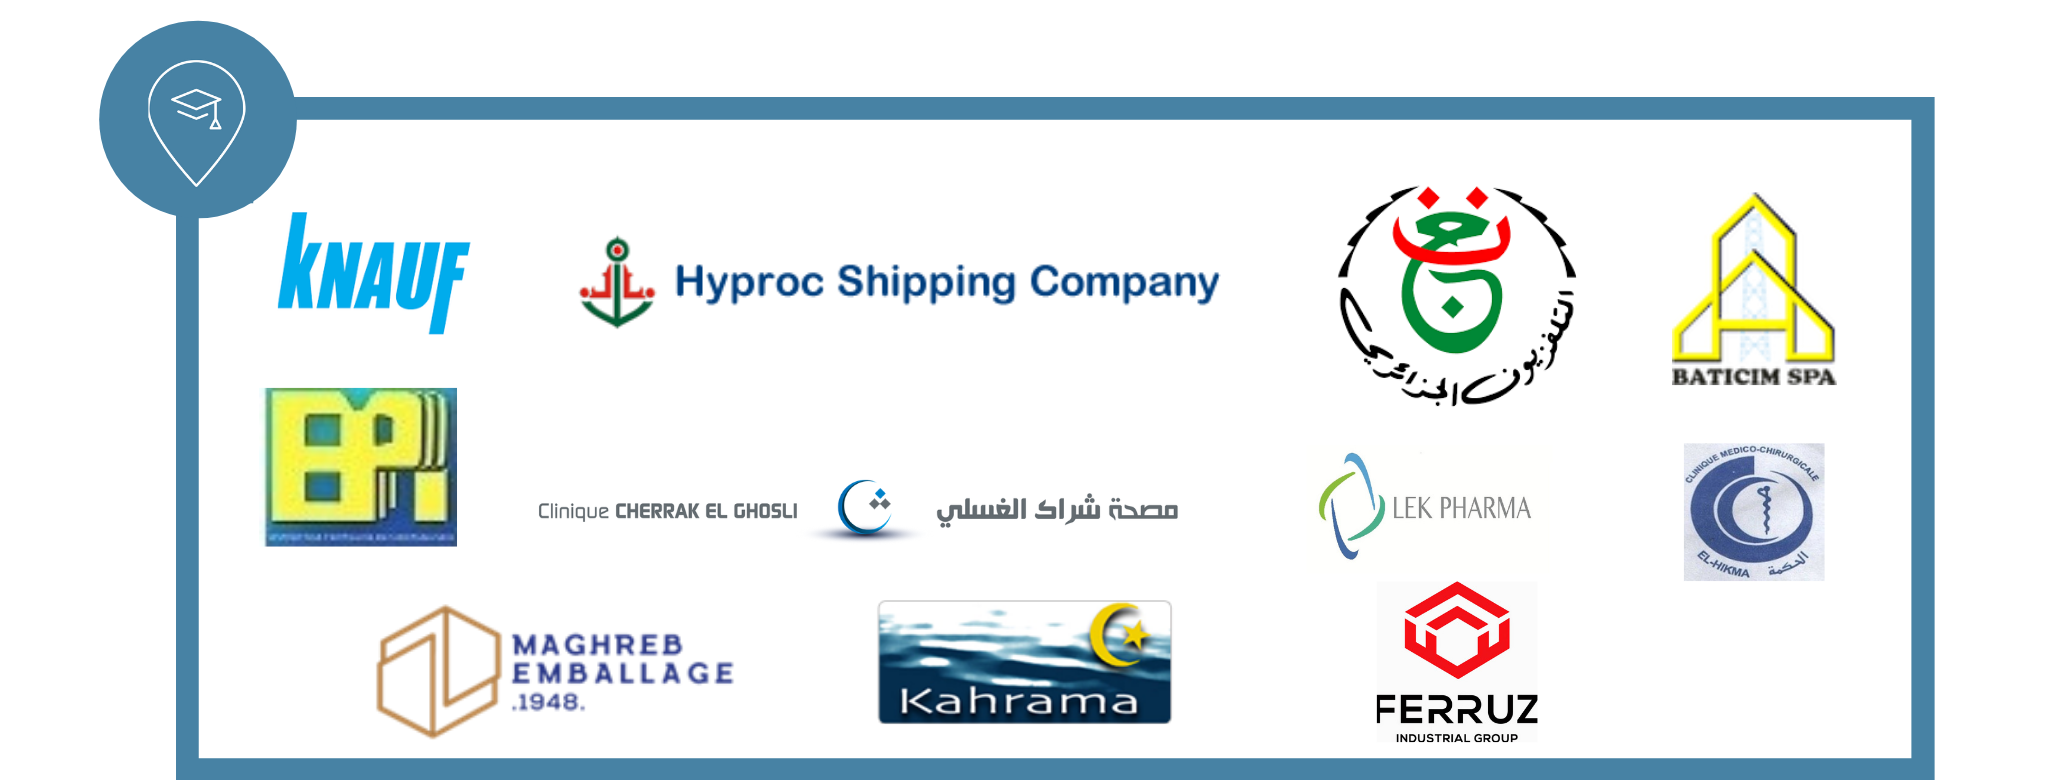 KNAUF
Hyproc Shipping Company
التلفزيون الجزائري
BATICIM SPA
EPI
Clinique CHERRAK EL GHOSLI
مصحة شراك الغسلي
LEK PHARMA
CLINIQUE MEDICO-CHIRURGICALE
EL-HIKMA الحكمة
MAGHREB
EMBALLAGE
.1948.
Kahrama
FERRUZ
INDUSTRIAL GROUP